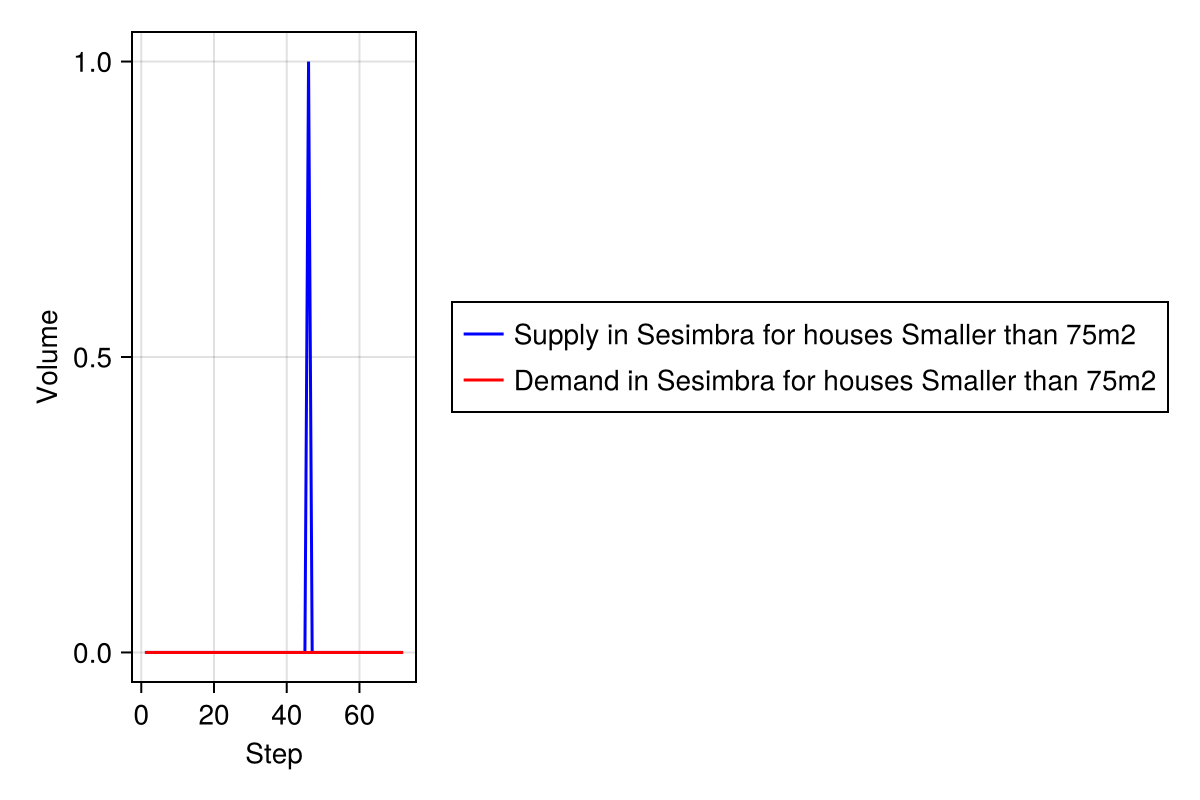 1.0
0.5
0.0
Volume
0 20 40 60
Step
Supply in Sesimbra for houses Smaller than 75m2
Demand in Sesimbra for houses Smaller than 75m2